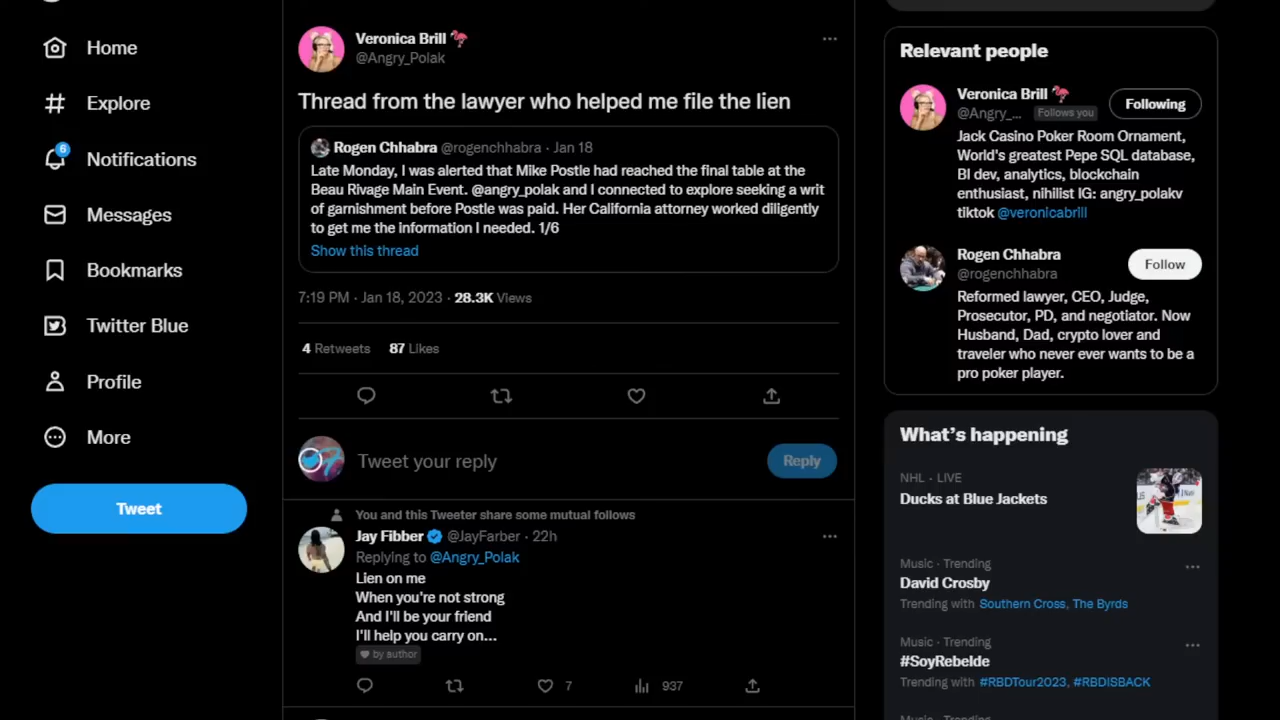 Home
Explore
6
Notifications
Messages
Bookmarks
Twitter Blue
Profile
More
Tweet
Veronica Brill
@Angry_Polak
Thread from the lawyer who helped me file the lien
Rogen Chhabra @rogenchhabra · Jan 18
Late Monday, I was alerted that Mike Postle had reached the final table at the
Beau Rivage Main Event. @angry_polak and I connected to explore seeking a writ
of garnishment before Postle was paid. Her California attorney worked diligently
to get me the information I needed. 1/6
Show this thread
7:19 PM · Jan 18, 2023 · 28.3K Views
4 Retweets 87 Likes
Tweet your reply
Reply
You and this Tweeter share some mutual follows
Jay Fibber @JayFarber · 22h
Replying to @Angry_Polak
Lien on me
When you're not strong
And I'll be your friend
I'll help you carry on...
by author
7
937
Relevant people
Veronica Brill
@Angry_... Follows you
Following
Jack Casino Poker Room Ornament,
World's greatest Pepe SQL database,
BI dev, analytics, blockchain
enthusiast, nihilist IG: angry_polakv
tiktok @veronicabrill
Rogen Chhabra
@rogenchhabra
Follow
Reformed lawyer, CEO, Judge,
Prosecutor, PD, and negotiator. Now
Husband, Dad, crypto lover and
traveler who never ever wants to be a
pro poker player.
What's happening
NHL · LIVE
Ducks at Blue Jackets
Music · Trending
David Crosby
Trending with Southern Cross, The Byrds
Music · Trending
#SoyRebelde
Trending with #RBDTour2023, #RBDISBACK